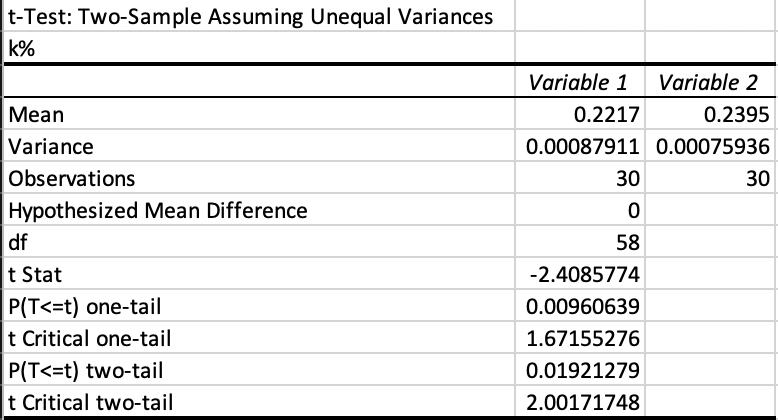 t-Test: Two-Sample Assuming Unequal Variances
k%
Variable 1 Variable 2
Mean 0.2217 0.2395
Variance 0.00087911 0.00075936
Observations 30 30
Hypothesized Mean Difference 0
df 58
t Stat -2.4085774
P(T<=t) one-tail 0.00960639
t Critical one-tail 1.67155276
P(T<=t) two-tail 0.01921279
t Critical two-tail 2.00171748